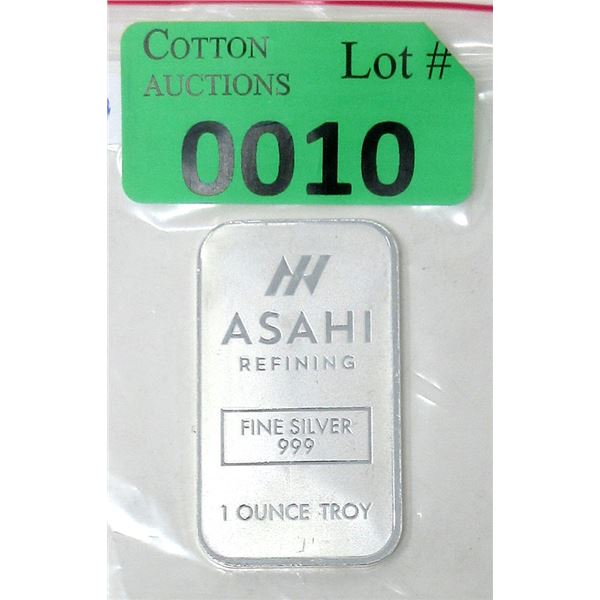 COTTON
AUCTIONS
Lot #
0010
ASAHI
REFINING
FINE SILVER
999
1 OUNCE TROY